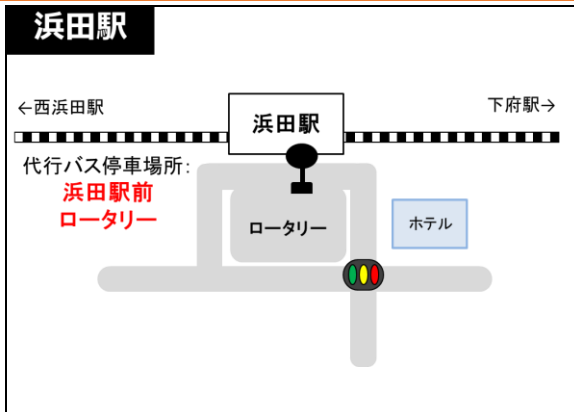 浜田駅
←西浜田駅
浜田駅
下府駅→
代行バス停車場所:
浜田駅前
ロータリー
ロータリー
ホテル